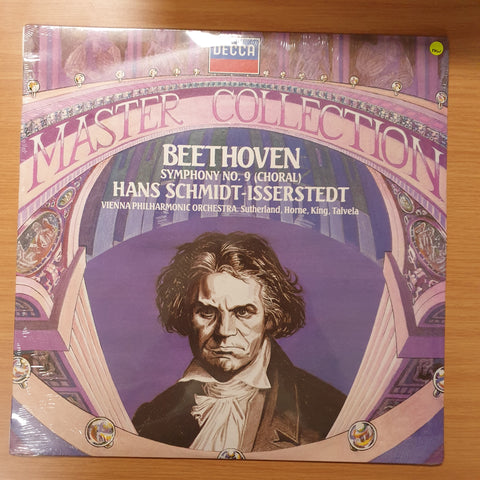 DECCA
MASTER COLLECTION
BEETHOVEN
SYMPHONY NO. 9 (CHORAL)
HANS SCHMIDT-ISSERSTEDT
VIENNA PHILHARMONIC ORCHESTRA: Sutherland, Horne, King, Talvela